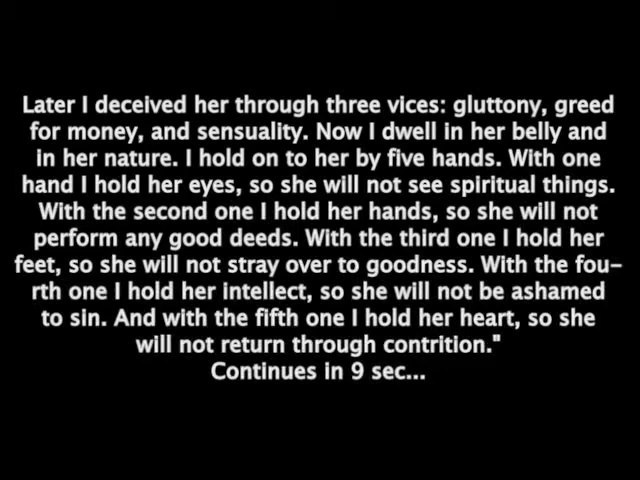 Later I deceived her through three vices: gluttony, greed
for money, and sensuality. Now I dwell in her belly and
in her nature. I hold on to her by five hands. With one
hand I hold her eyes, so she will not see spiritual things.
With the second one I hold her hands, so she will not
perform any good deeds. With the third one I hold her
feet, so she will not stray over to goodness. With the fou-
rth one I hold her intellect, so she will not be ashamed
to sin. And with the fifth one I hold her heart, so she
will not return through contrition."
Continues in 9 sec...